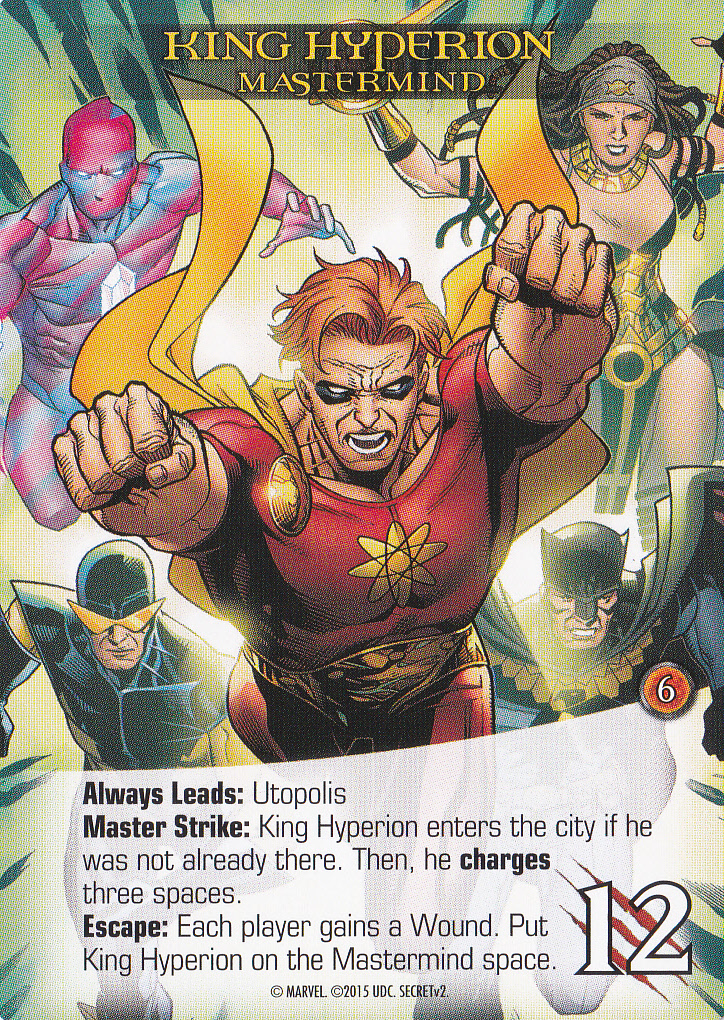 KING HYPERION
MASTERMIND
6
Always Leads: Utopolis
Master Strike: King Hyperion enters the city if he
was not already there. Then, he charges
three spaces.
Escape: Each player gains a Wound. Put
King Hyperion on the Mastermind space.
12
© MARVEL. ©2015 UDC. SECRETv2.